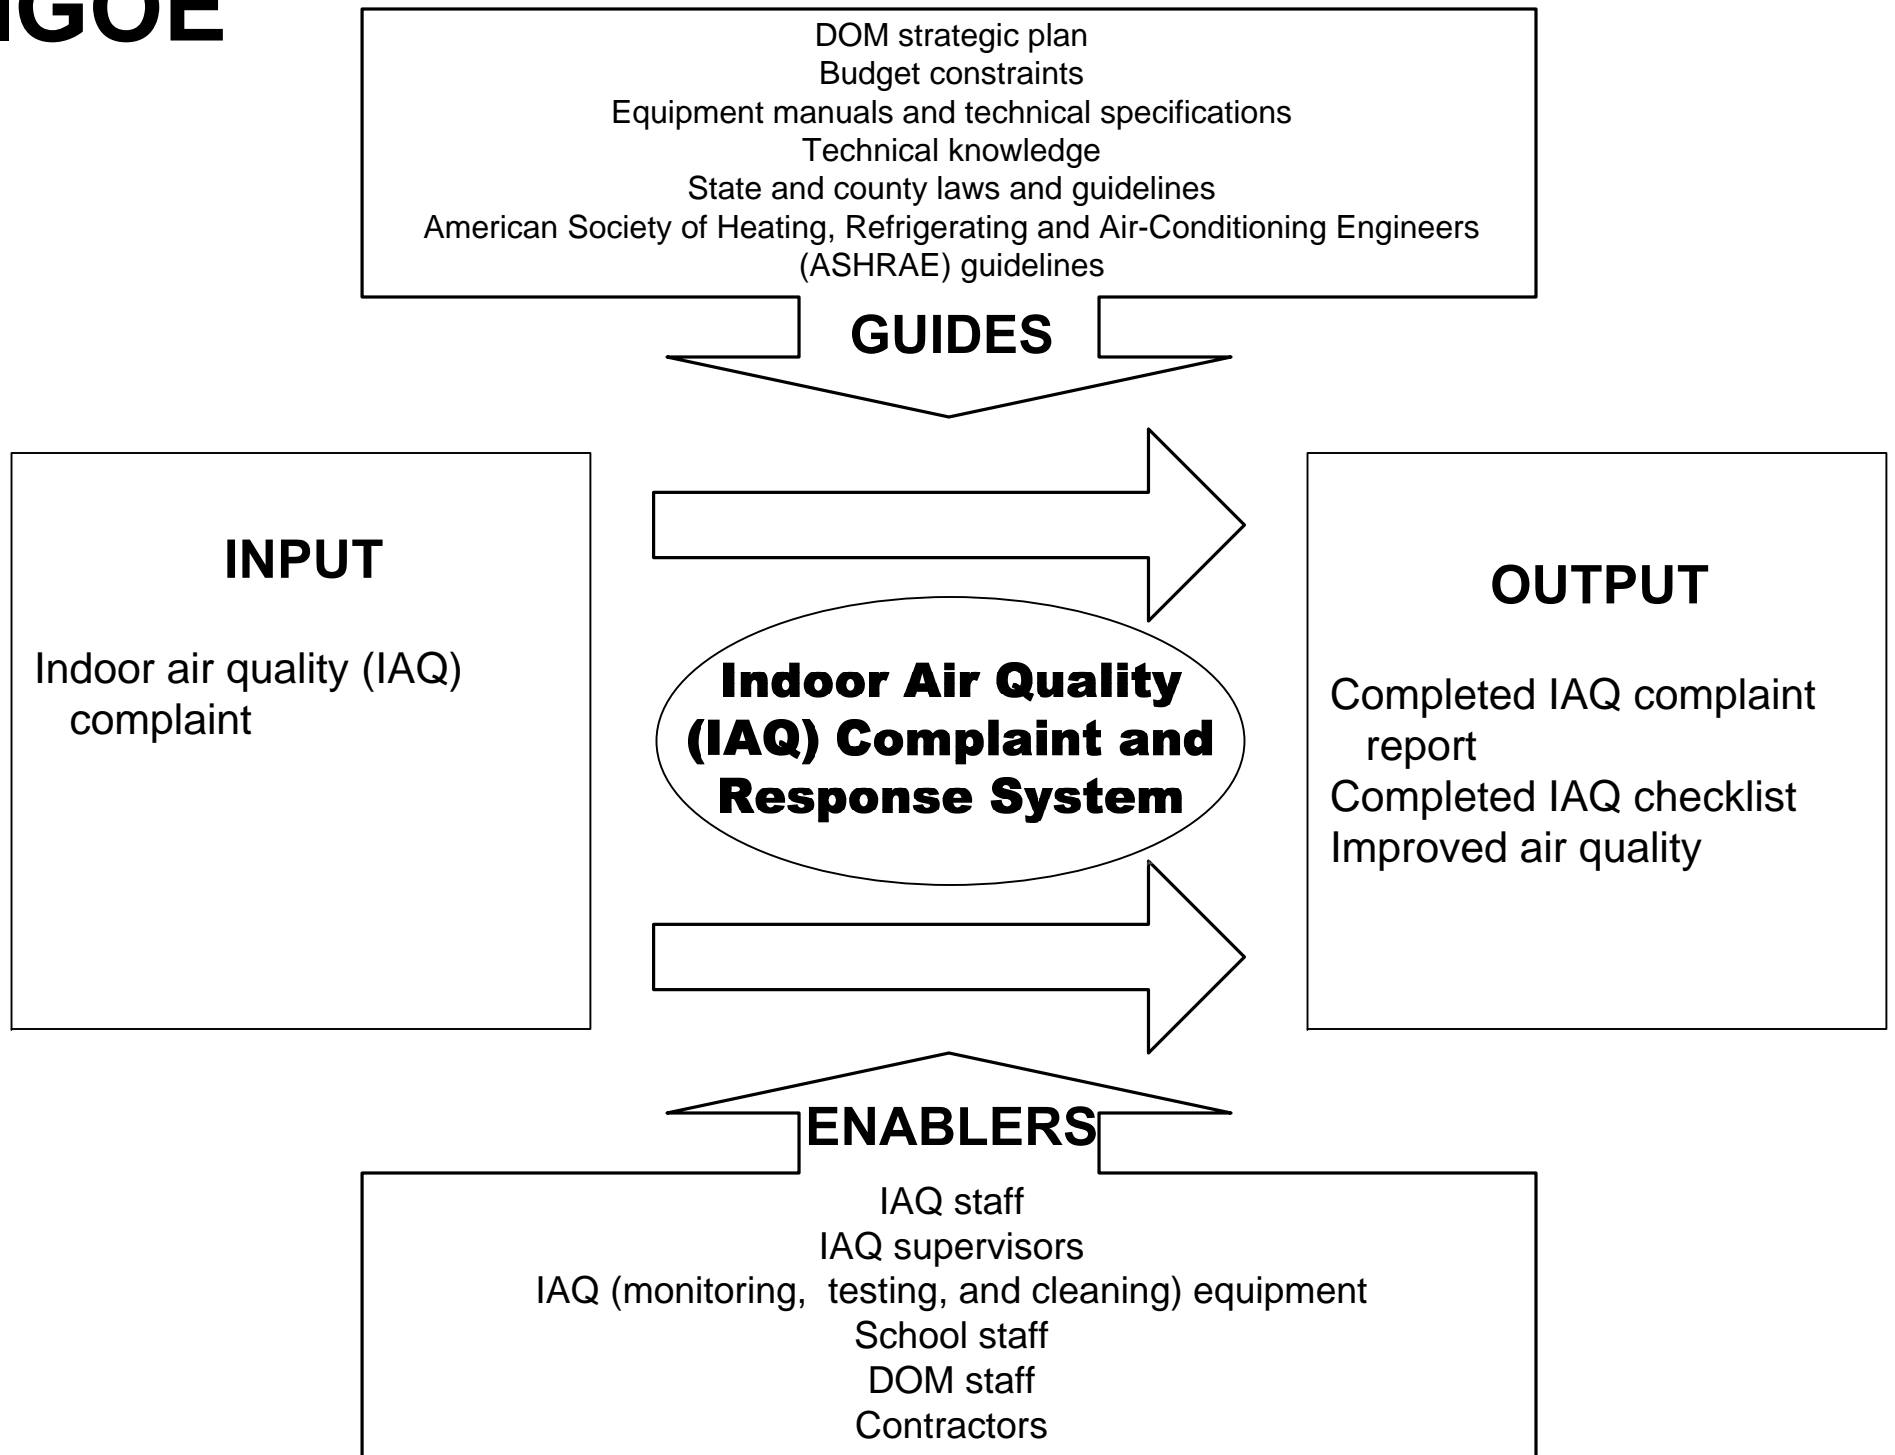 IGOE
DOM strategic plan
Budget constraints
Equipment manuals and technical specifications
Technical knowledge
State and county laws and guidelines
American Society of Heating, Refrigerating and Air-Conditioning Engineers
(ASHRAE) guidelines
GUIDES
INPUT
Indoor air quality (IAQ)
complaint
Indoor Air Quality
(IAQ) Complaint and
Response System
OUTPUT
Completed IAQ complaint
report
Completed IAQ checklist
Improved air quality
ENABLERS
IAQ staff
IAQ supervisors
IAQ (monitoring,  testing, and cleaning) equipment
School staff
DOM staff
Contractors